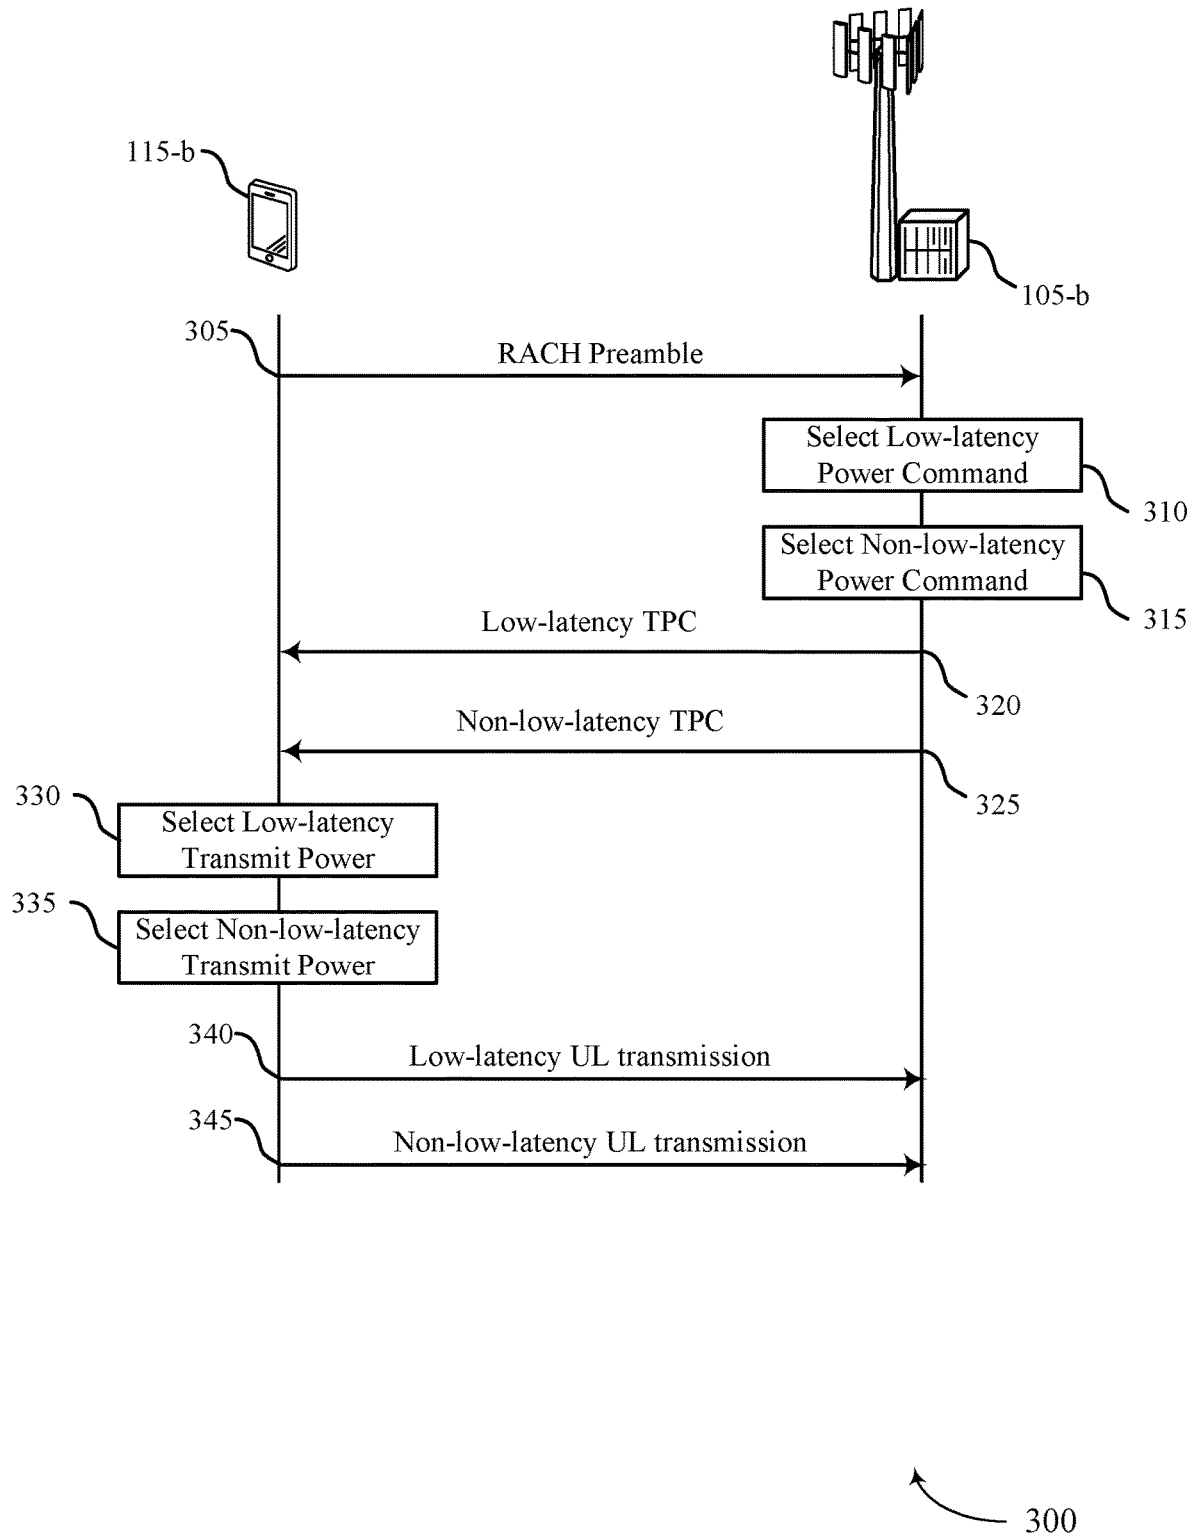 115-b
105-b
305
RACH Preamble
Select Low-latency
Power Command
310
Select Non-low-latency
Power Command
315
Low-latency TPC
320
Non-low-latency TPC
325
330
Select Low-latency
Transmit Power
335
Select Non-low-latency
Transmit Power
340
Low-latency UL transmission
345
Non-low-latency UL transmission
300